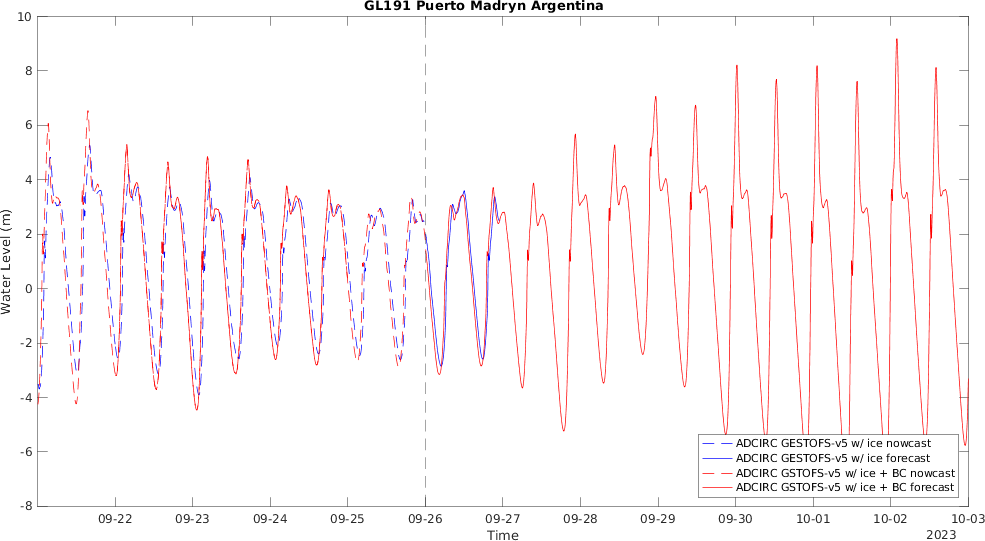 GL191 Puerto Madryn Argentina
10
8
6
4
2
0
-2
-4
-6
-8
Water Level (m)
09-22 09-23 09-24 09-25 09-26 09-27 09-28 09-29 09-30 10-01 10-02 10-03
Time
2023
ADCIRC GESTOFS-v5 w/ ice nowcast
ADCIRC GESTOFS-v5 w/ ice forecast
ADCIRC GSTOFS-v5 w/ ice + BC nowcast
ADCIRC GSTOFS-v5 w/ ice + BC forecast